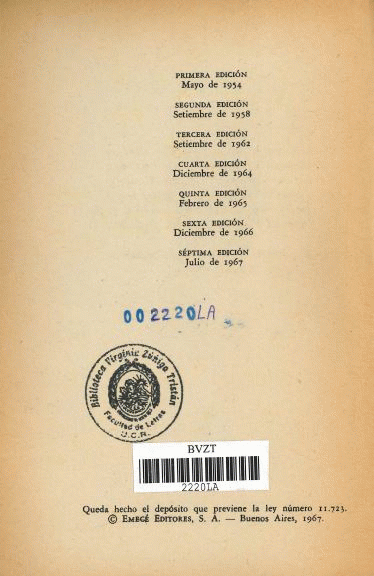 PRIMERA EDICIÓN
Mayo de 1954
SEGUNDA EDICIÓN
Setiembre de 1958
TERCERA EDICIÓN
Setiembre de 1962
CUARTA EDICIÓN
Diciembre de 1964
QUINTA EDICIÓN
Febrero de 1965
SEXTA EDICIÓN
Diciembre de 1966
SÉPTIMA EDICIÓN
Julio de 1967
002220LA
Biblioteca Virginia Zúñiga Tristán
Facultad de Letras
U.C.R.
BVZT
2220LA
Queda hecho el depósito que previene la ley número 11.723.
© EMECÉ EDITORES, S. A. — Buenos Aires, 1967.